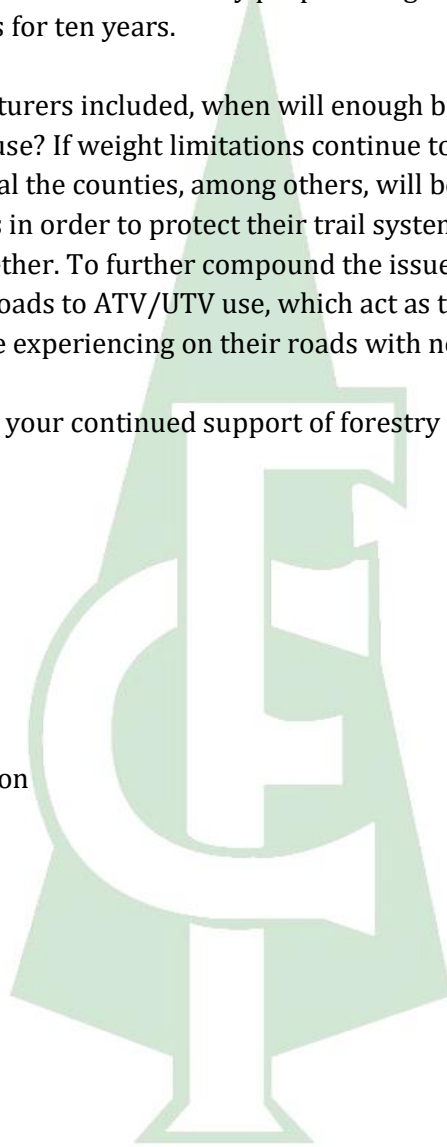 s for ten years.
turers included, when will enough b
use? If weight limitations continue to
al the counties, among others, will b
s in order to protect their trail system
ther. To further compound the issue
oads to ATV/UTV use, which act as t
e experiencing on their roads with n
your continued support of forestry
on